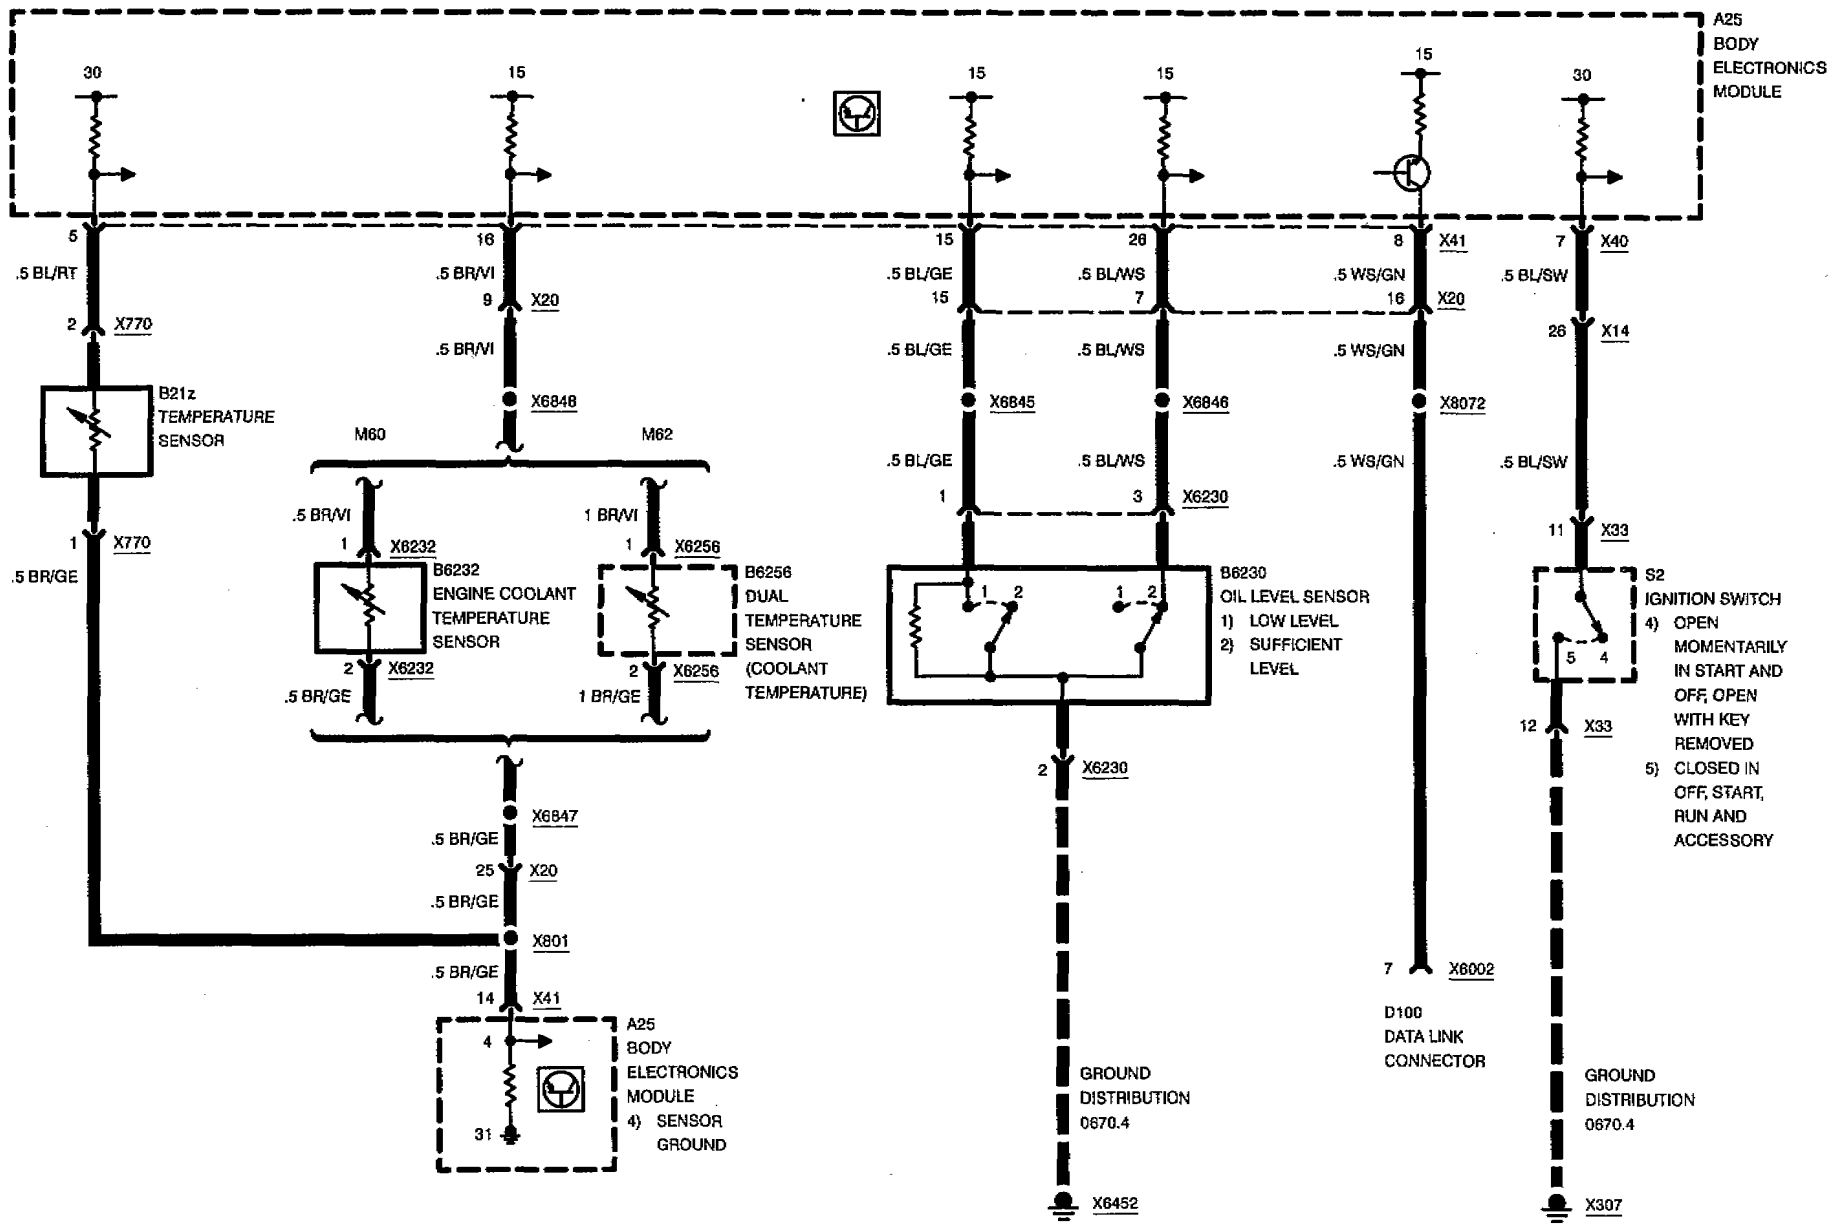 A25
BODY
ELECTRONICS
MODULE
30
15
15
15
15
30
5
16
15
26
8 X41
7 X40
.5 BL/RT
.5 BR/VI
.5 BL/GE
.5 BL/WS
.5 WS/GN
.5 BL/SW
2 X770
9 X20
15
7
16 X20
26 X14
.5 BR/VI
.5 BL/GE
.5 BL/WS
.5 WS/GN
B21z
TEMPERATURE
SENSOR
X6848
X6845
X6846
X8072
M60
M62
.5 BL/GE
.5 BL/WS
.5 WS/GN
.5 BL/SW
1
3 X6230
.5 BR/VI
1 BR/VI
1 X770
1 X6232
1 X6256
11 X33
.5 BR/GE
B6232
ENGINE COOLANT
TEMPERATURE
SENSOR
B6256
DUAL
TEMPERATURE
SENSOR
(COOLANT
TEMPERATURE)
1 2
1 2
B6230
OIL LEVEL SENSOR
1) LOW LEVEL
2) SUFFICIENT
LEVEL
5 4
S2
IGNITION SWITCH
4) OPEN
MOMENTARILY
IN START AND
OFF, OPEN
WITH KEY
REMOVED
5) CLOSED IN
OFF, START,
RUN AND
ACCESSORY
2 X6232
2 X6256
.5 BR/GE
1 BR/GE
12 X33
2 X6230
X6847
.5 BR/GE
25 X20
.5 BR/GE
X801
.5 BR/GE
14 X41
7 X6002
D100
DATA LINK
CONNECTOR
4
31
A25
BODY
ELECTRONICS
MODULE
4) SENSOR
GROUND
GROUND
DISTRIBUTION
0670.4
GROUND
DISTRIBUTION
0670.4
X6452
X307